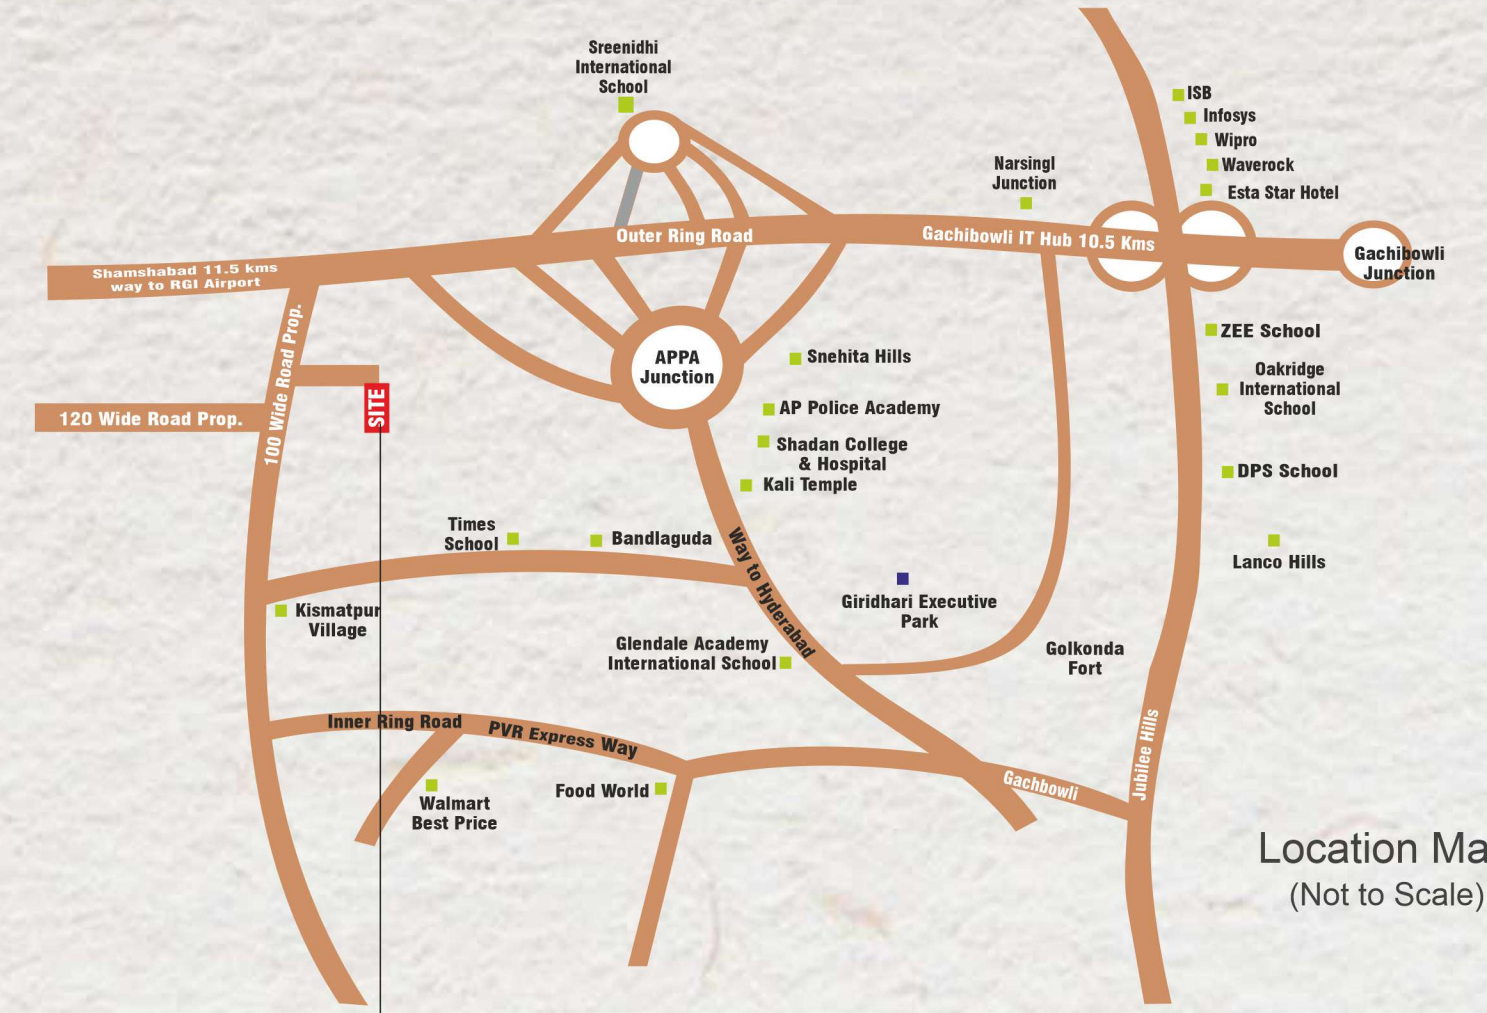 Sreenidhi
International
School
ISB
Infosys
Wipro
Waverock
Esta Star Hotel
Narsingl
Junction
Outer Ring Road
Gachibowli IT Hub 10.5 Kms
Gachibowli
Junction
Shamshabad 11.5 kms
way to RGI Airport
100 Wide Road Prop.
120 Wide Road Prop.
SITE
APPA
Junction
Snehita Hills
AP Police Academy
Shadan College
& Hospital
Kali Temple
ZEE School
Oakridge
International
School
DPS School
Lanco Hills
Times
School
Bandlaguda
Way to Hyderabad
Giridhari Executive
Park
Kismatpur
Village
Glendale Academy
International School
Golkonda
Fort
Inner Ring Road
PVR Express Way
Jubilee Hills
Gachbowli
Food World
Walmart
Best Price
Location Ma
(Not to Scale)